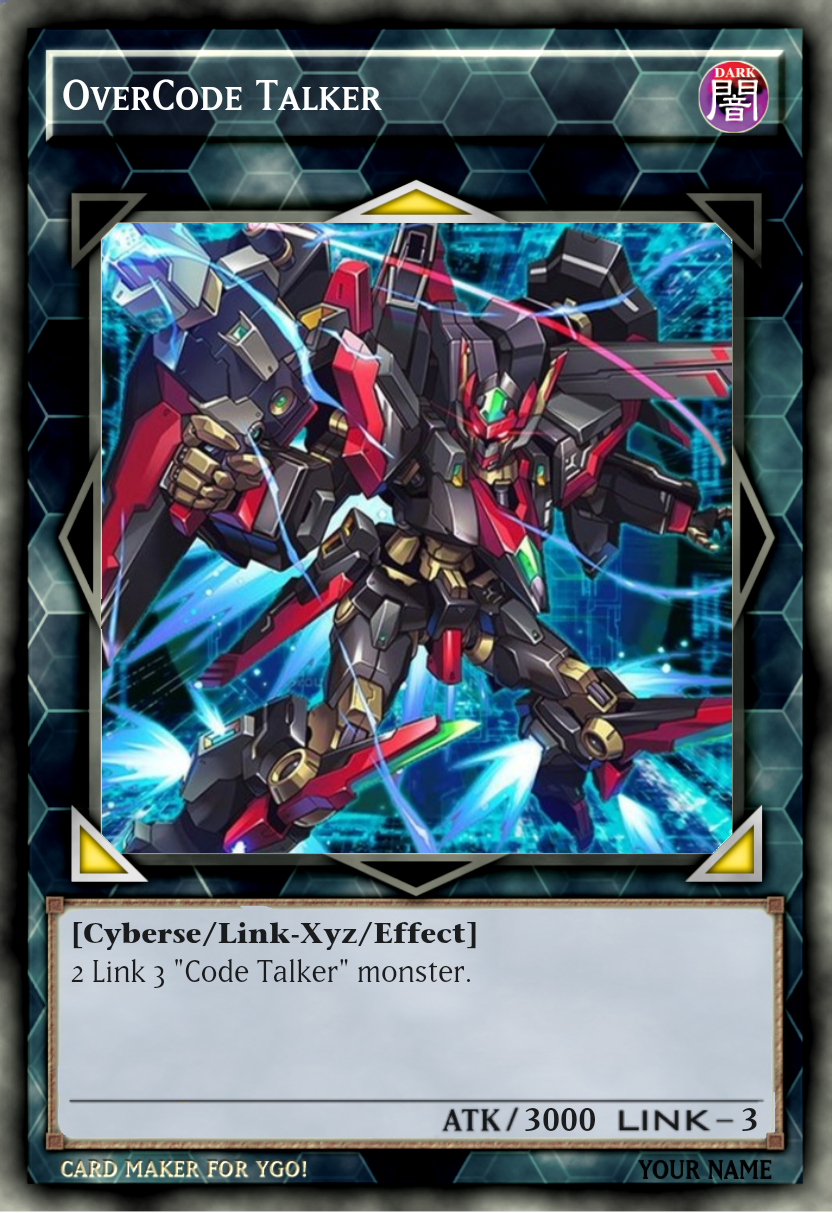 OverCode Talker
DARK
闇
[Cyberse/Link-Xyz/Effect]
2 Link 3 "Code Talker" monster.
ATK/3000 LINK-3
CARD MAKER FOR YGO! YOUR NAME